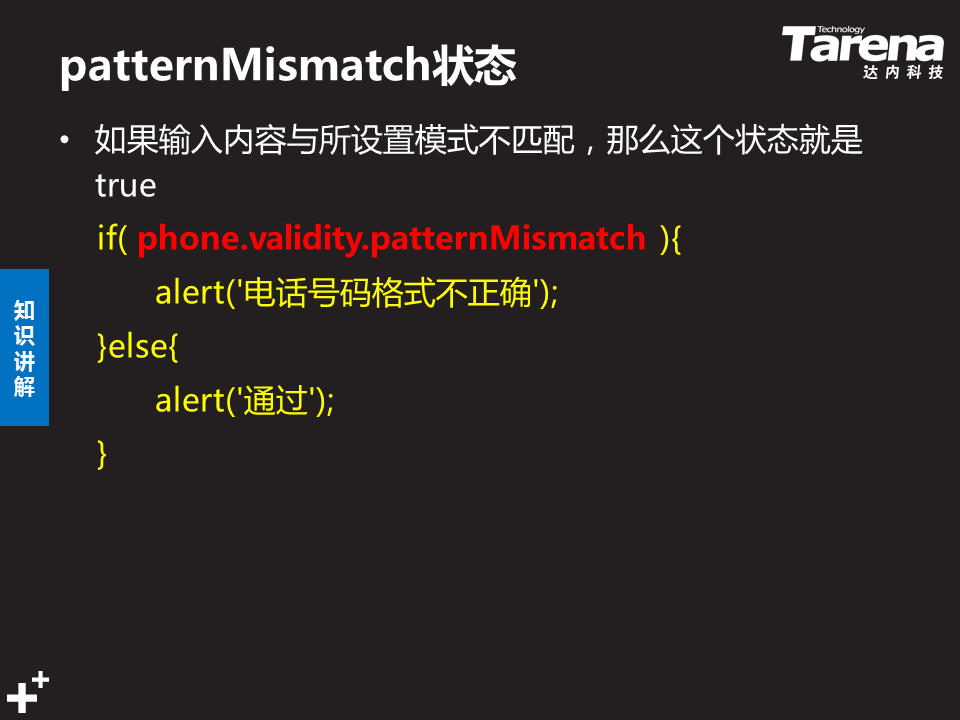 patternMismatch状态
Technology
Tarena
达内科技
• 如果输入内容与所设置模式不匹配，那么这个状态就是
true
if( phone.validity.patternMismatch ){
alert('电话号码格式不正确');
}else{
alert('通过');
}
知
识
讲
解